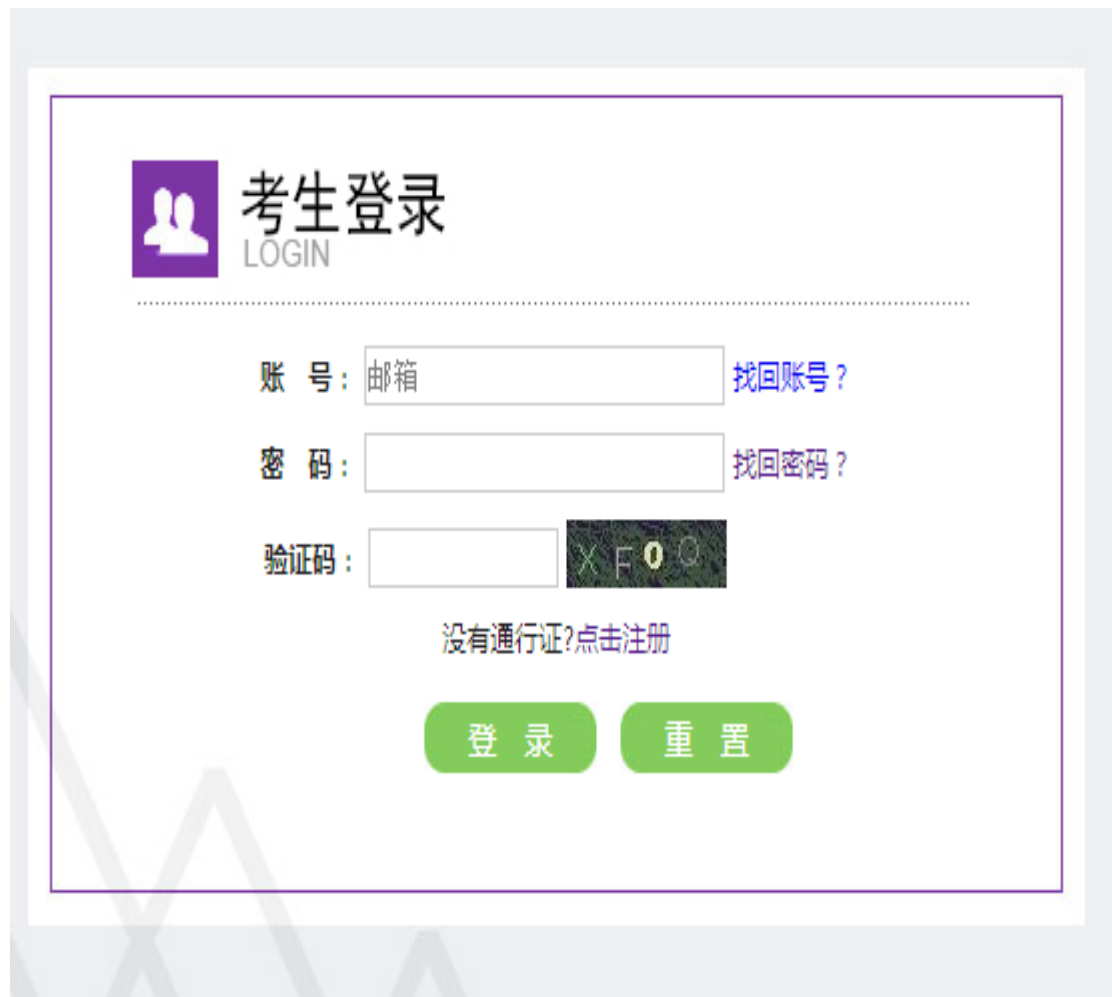 考生登录
LOGIN
账 号： 邮箱 找回账号？
密 码： 找回密码？
验证码：
没有通行证?点击注册
登 录 重 置